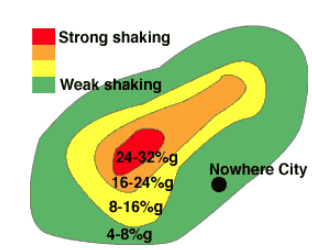 Strong shaking
Weak shaking
24-32%g
Nowhere City
16-24%g
8-16%g
4-8%g